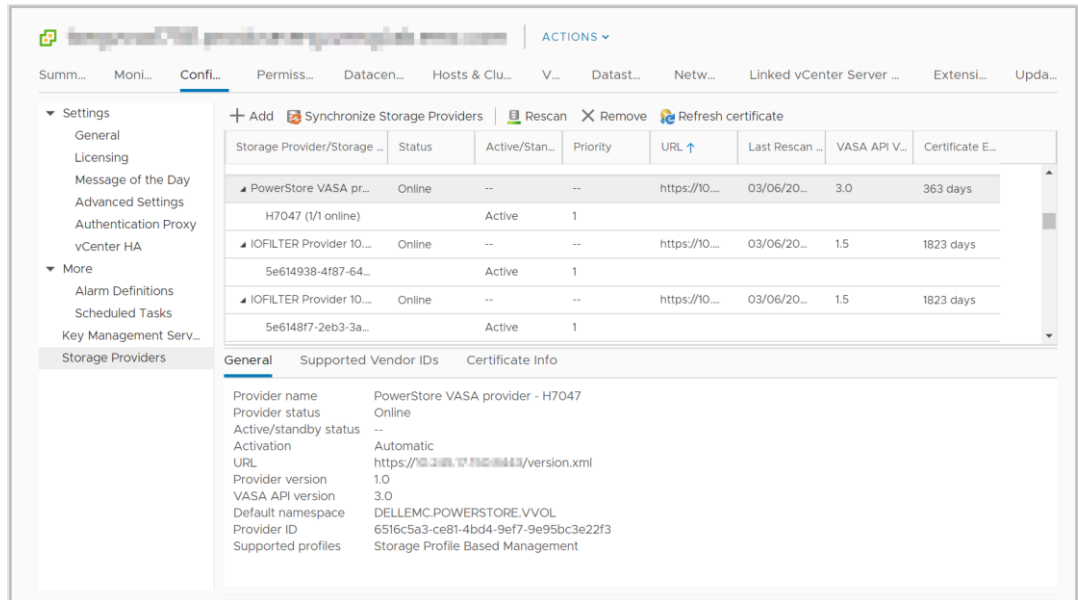 ACTIONS
Summ... Moni... Confi... Permiss... Datacen... Hosts & Clu... V... Datast... Netw... Linked vCenter Server ... Extensi... Upda...
Settings
General
Licensing
Message of the Day
Advanced Settings
Authentication Proxy
vCenter HA
More
Alarm Definitions
Scheduled Tasks
Key Management Serv...
Storage Providers
Add Synchronize Storage Providers Rescan Remove Refresh certificate
Storage Provider/Storage ... Status Active/Stan... Priority URL ↑ Last Rescan ... VASA API V... Certificate E...
PowerStore VASA pr... Online -- -- https://10.... 03/06/20... 3.0 363 days
H7047 (1/1 online) Active 1
IOFILTER Provider 10.... Online -- -- https://10.... 03/06/20... 1.5 1823 days
5e614938-4f87-64... Active 1
IOFILTER Provider 10.... Online -- -- https://10.... 03/06/20... 1.5 1823 days
5e6148f7-2eb3-3a... Active 1
General Supported Vendor IDs Certificate Info
Provider name PowerStore VASA provider - H7047
Provider status Online
Active/standby status --
Activation Automatic
URL https:// /version.xml
Provider version 1.0
VASA API version 3.0
Default namespace DELLEMC.POWERSTORE.VVOL
Provider ID 6516c5a3-ce81-4bd4-9ef7-9e95bc3e22f3
Supported profiles Storage Profile Based Management